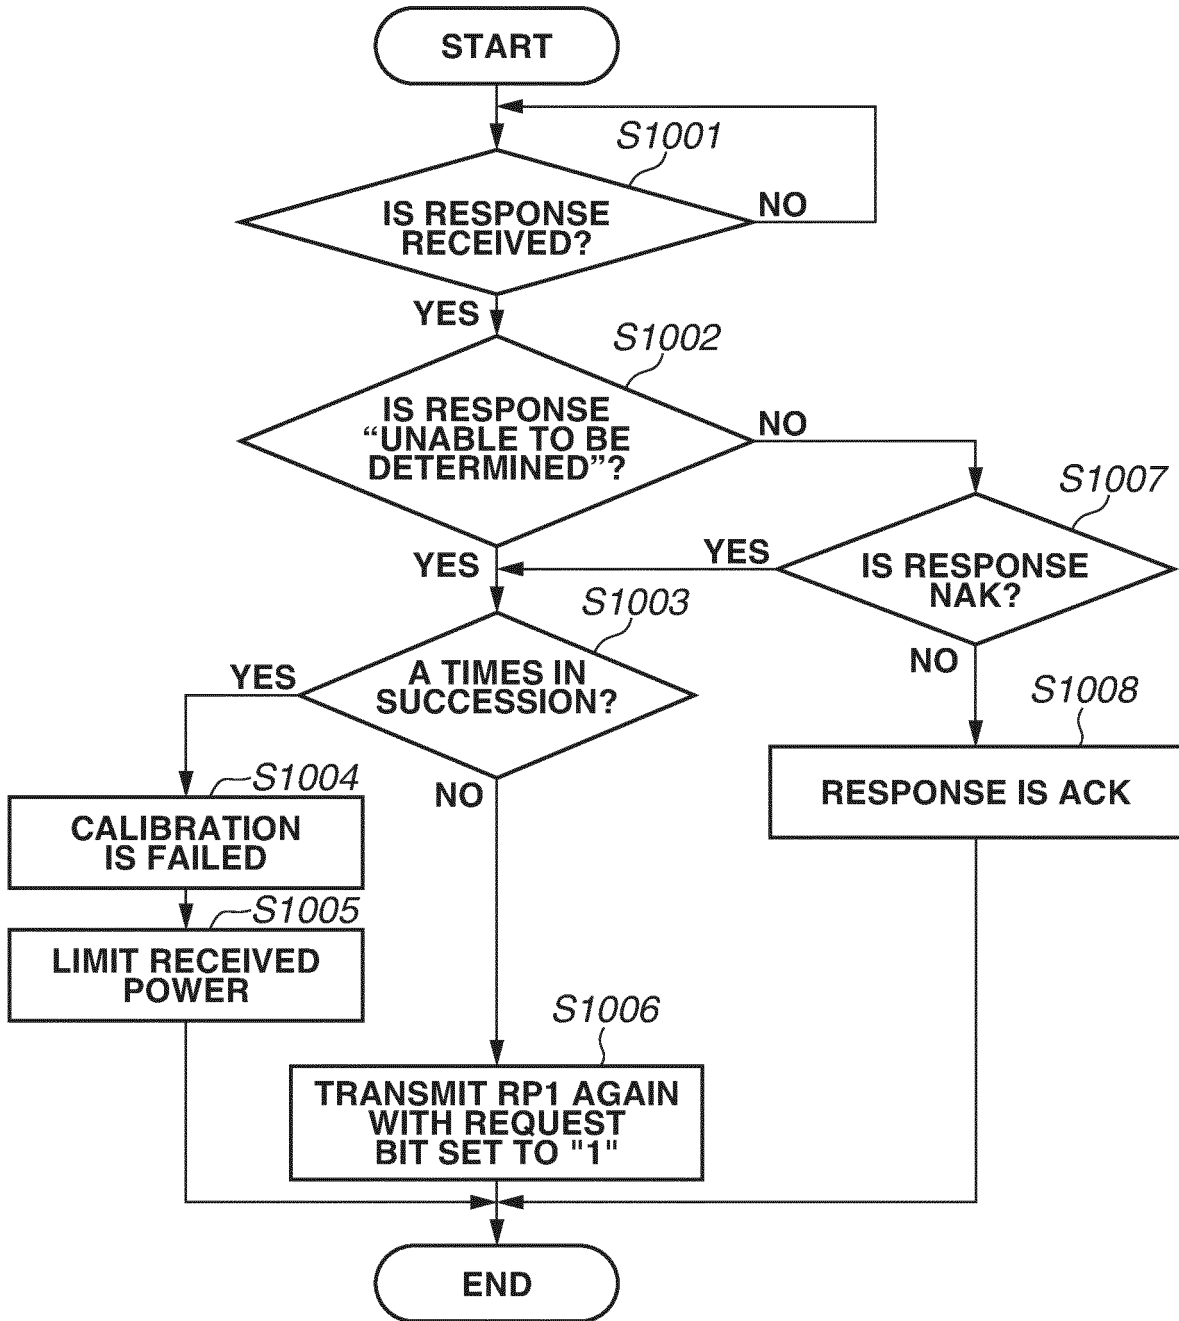 START
S1001
IS RESPONSE
RECEIVED?
NO
YES
S1002
IS RESPONSE
“UNABLE TO BE
DETERMINED”?
NO
S1007
YES
YES
IS RESPONSE
NAK?
S1003
NO
A TIMES IN
SUCCESSION?
YES
S1008
NO
RESPONSE IS ACK
S1004
CALIBRATION
IS FAILED
S1005
LIMIT RECEIVED
POWER
S1006
TRANSMIT RP1 AGAIN
WITH REQUEST
BIT SET TO "1"
END